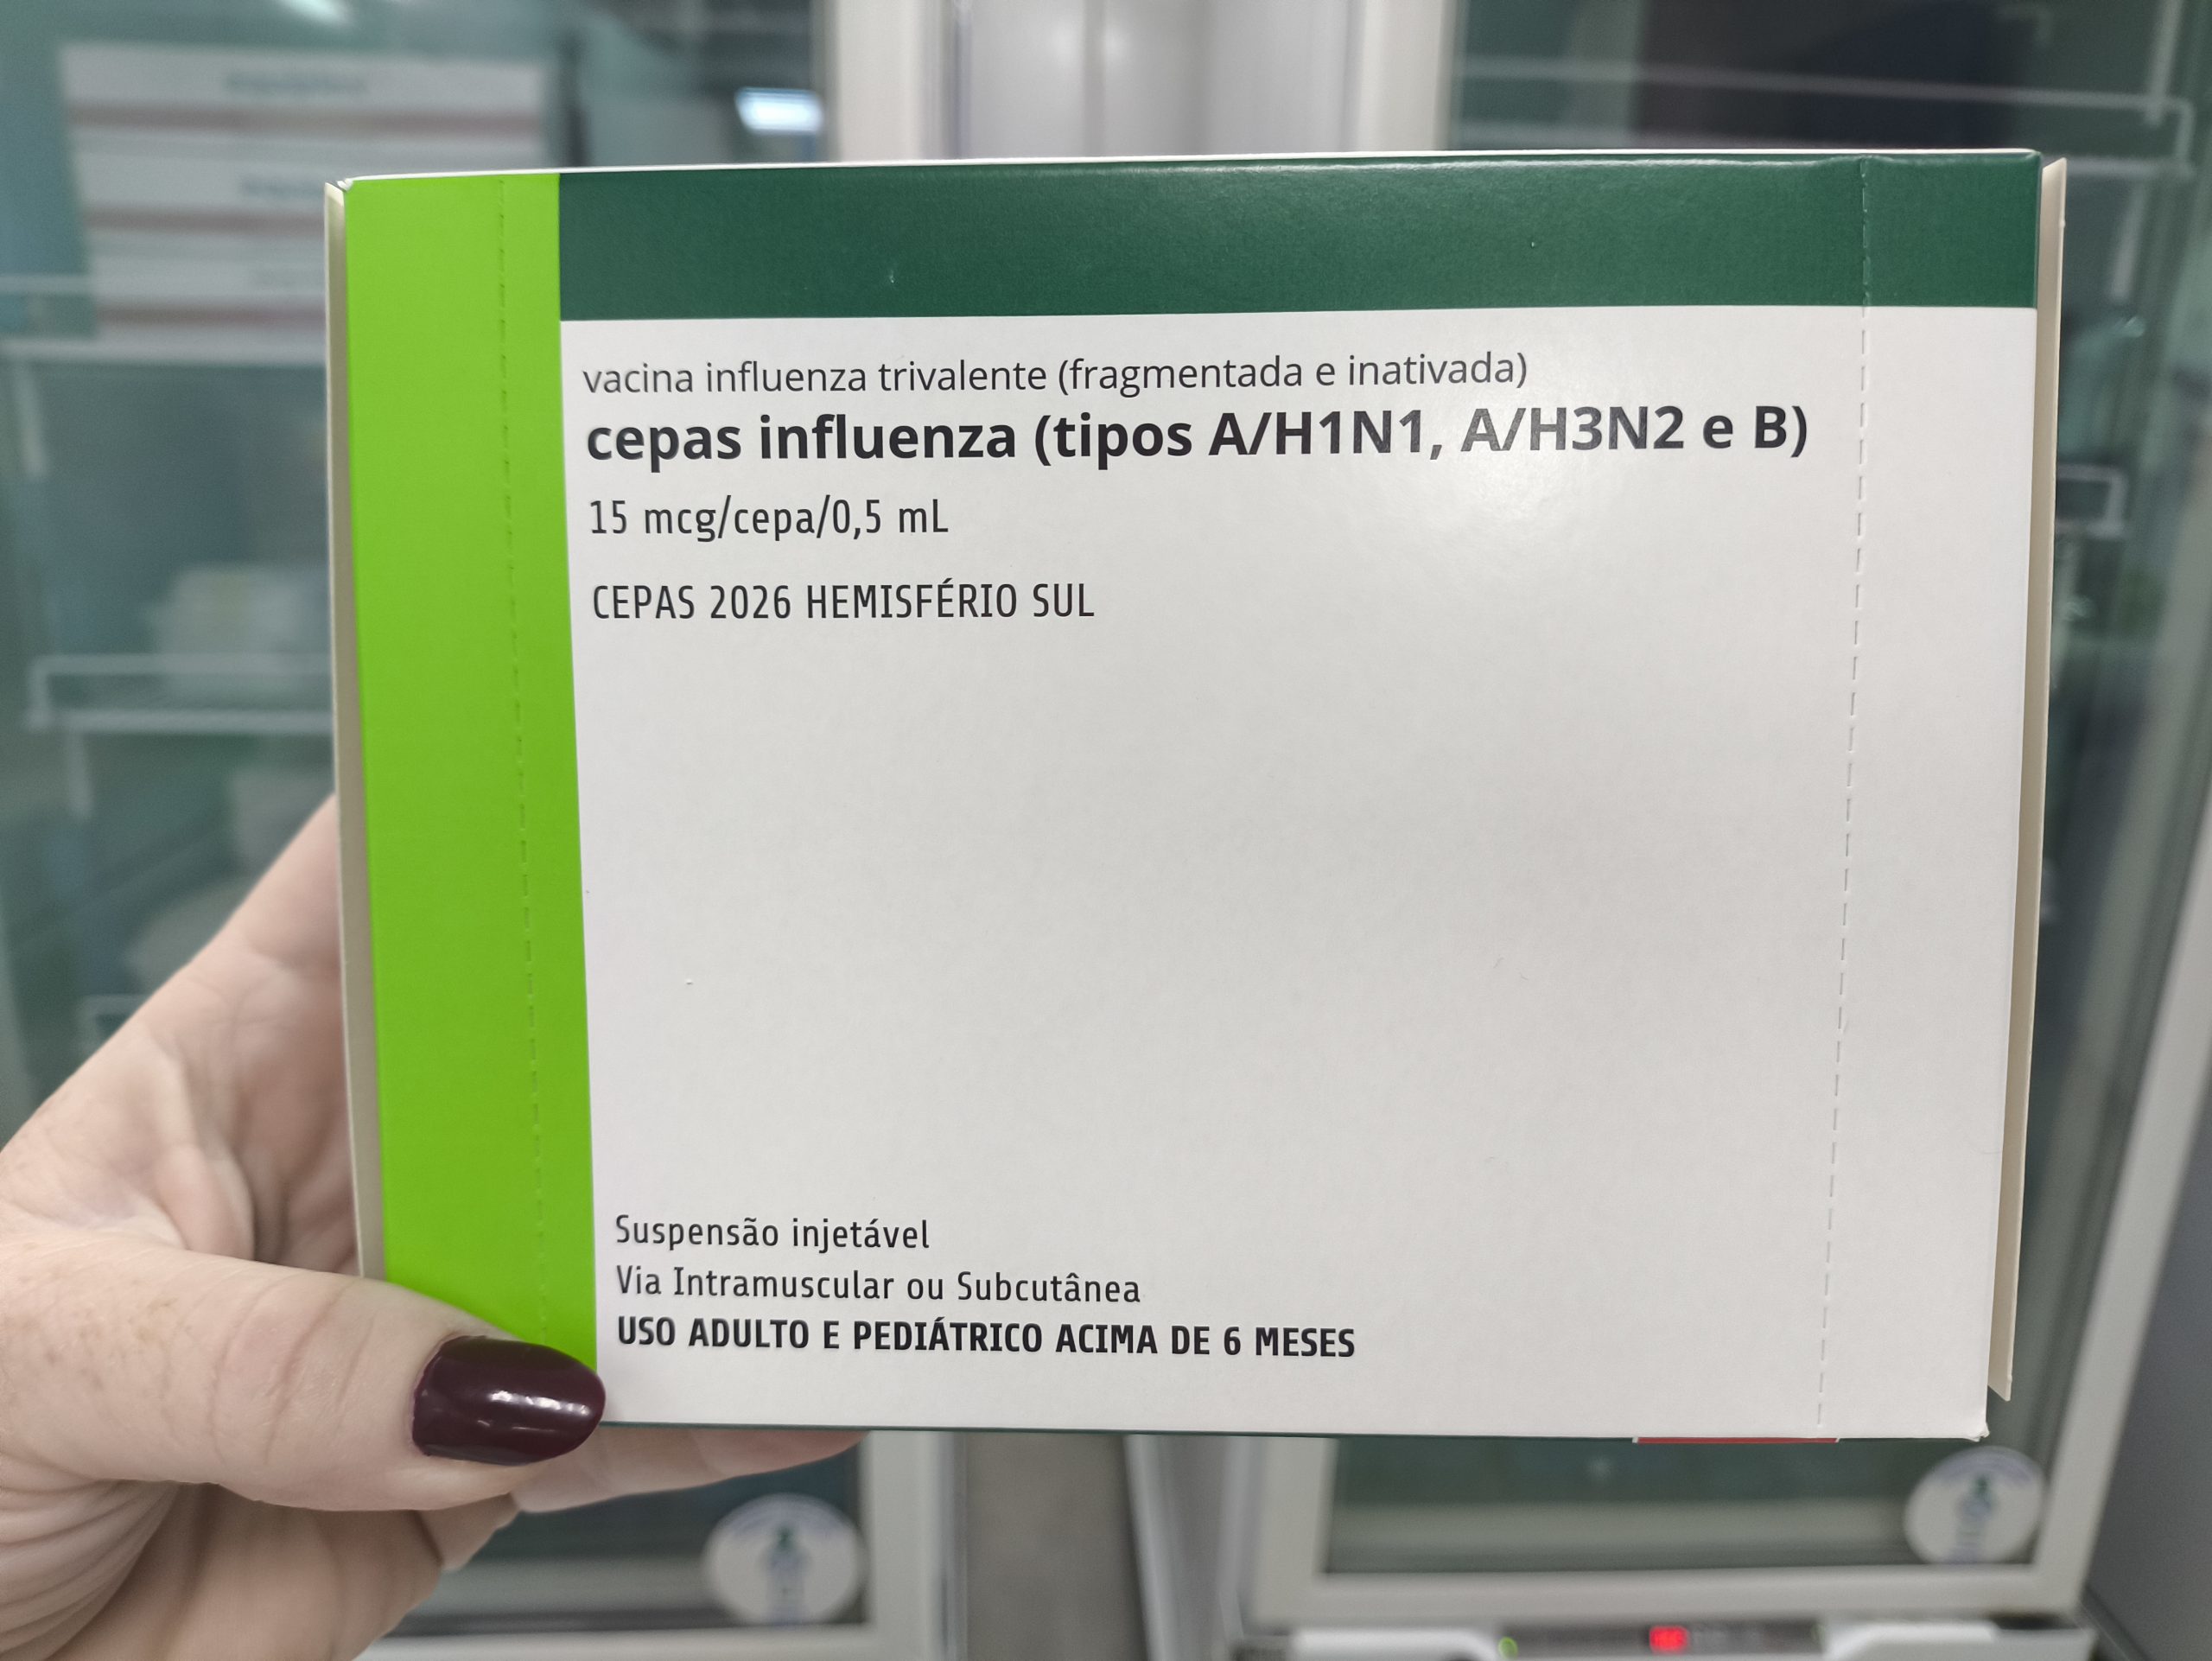 vacina influenza trivalente (fragmentada e inativada)
cepas influenza (tipos A/H1N1, A/H3N2 e B)
15 mcg/cepa/0,5 mL
CEPAS 2026 HEMISFÉRIO SUL
Suspensão injetável
Via Intramuscular ou Subcutânea
USO ADULTO E PEDIÁTRICO ACIMA DE 6 MESES